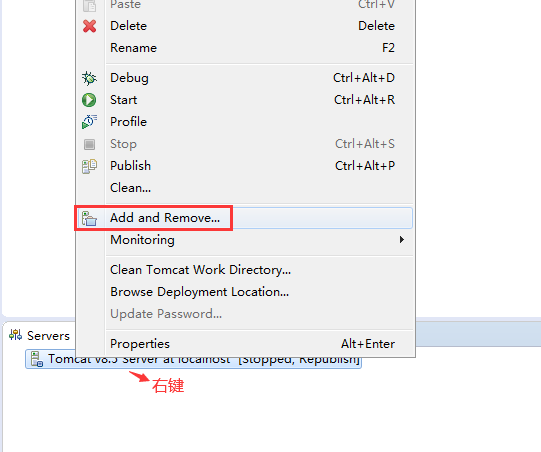 Paste Ctrl+V
Delete Delete
Rename F2
Debug Ctrl+Alt+D
Start Ctrl+Alt+R
Profile
Stop Ctrl+Alt+S
Publish Ctrl+Alt+P
Clean...
Add and Remove...
Monitoring
Clean Tomcat Work Directory...
Browse Deployment Location...
Update Password...
Properties Alt+Enter
Servers
Tomcat v8.5 Server at localhost [Stopped, Republish]
右键